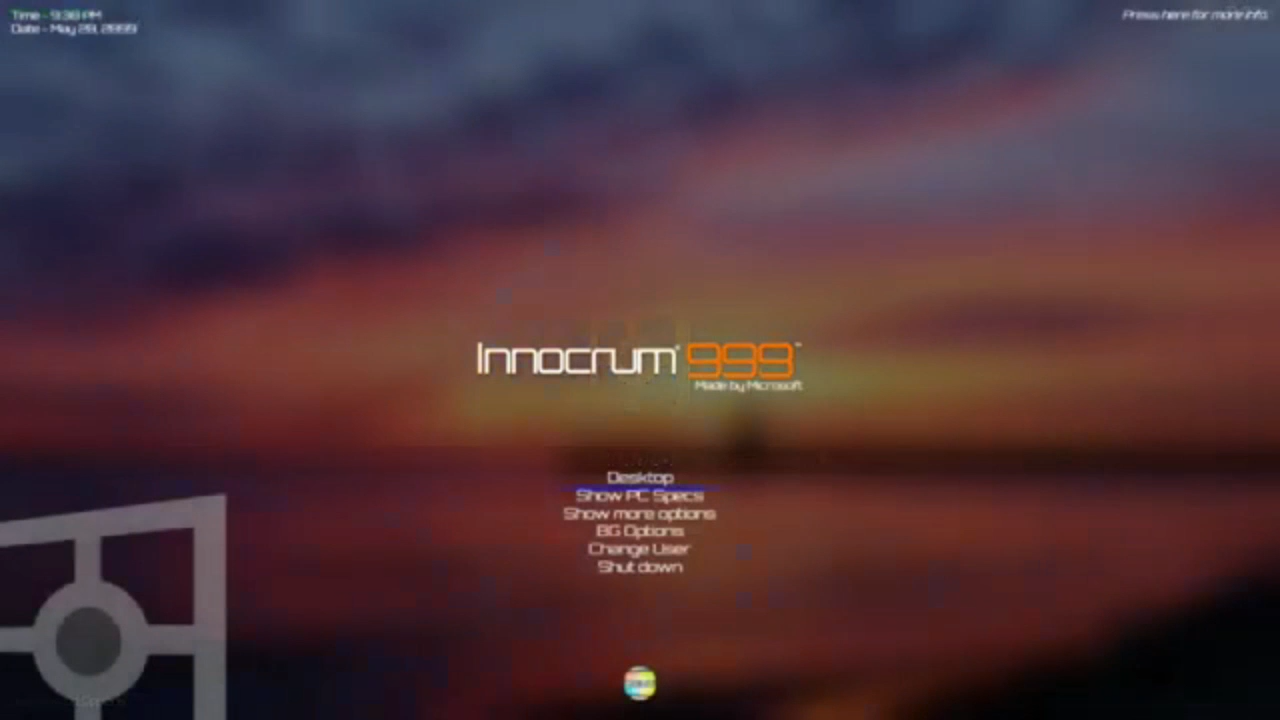 Time - 9:38 PM
Press here for more info.
Date - May 29, 2999
Innocrum 999™
Made by Microsoft
Desktop
Show PC Specs
Show more options
BG Options
Change User
Shut down